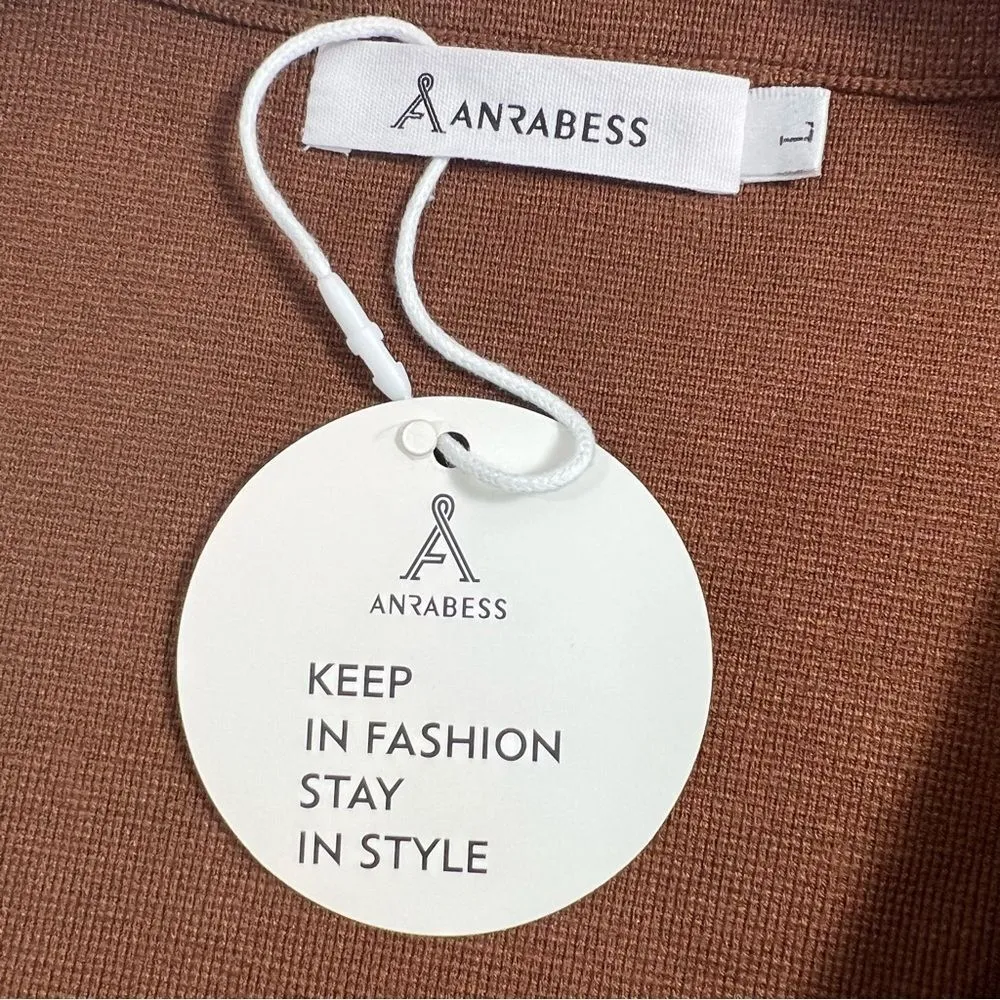 ANRABESS
L
ANRABESS
KEEP
IN FASHION
STAY
IN STYLE